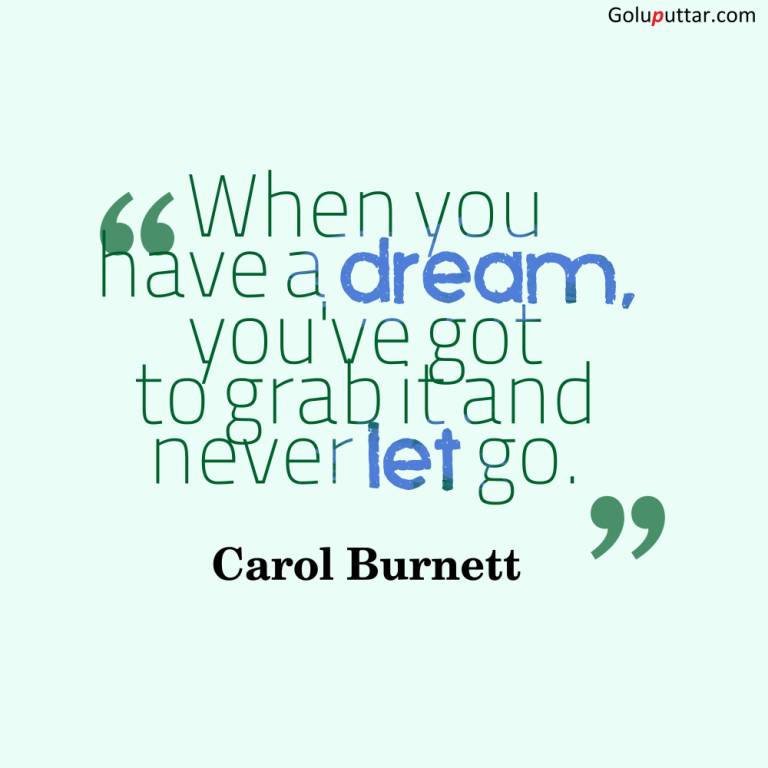 Goluputtar.com
“When you
have a dream,
you've got
to grab it and
never let go.”
Carol Burnett